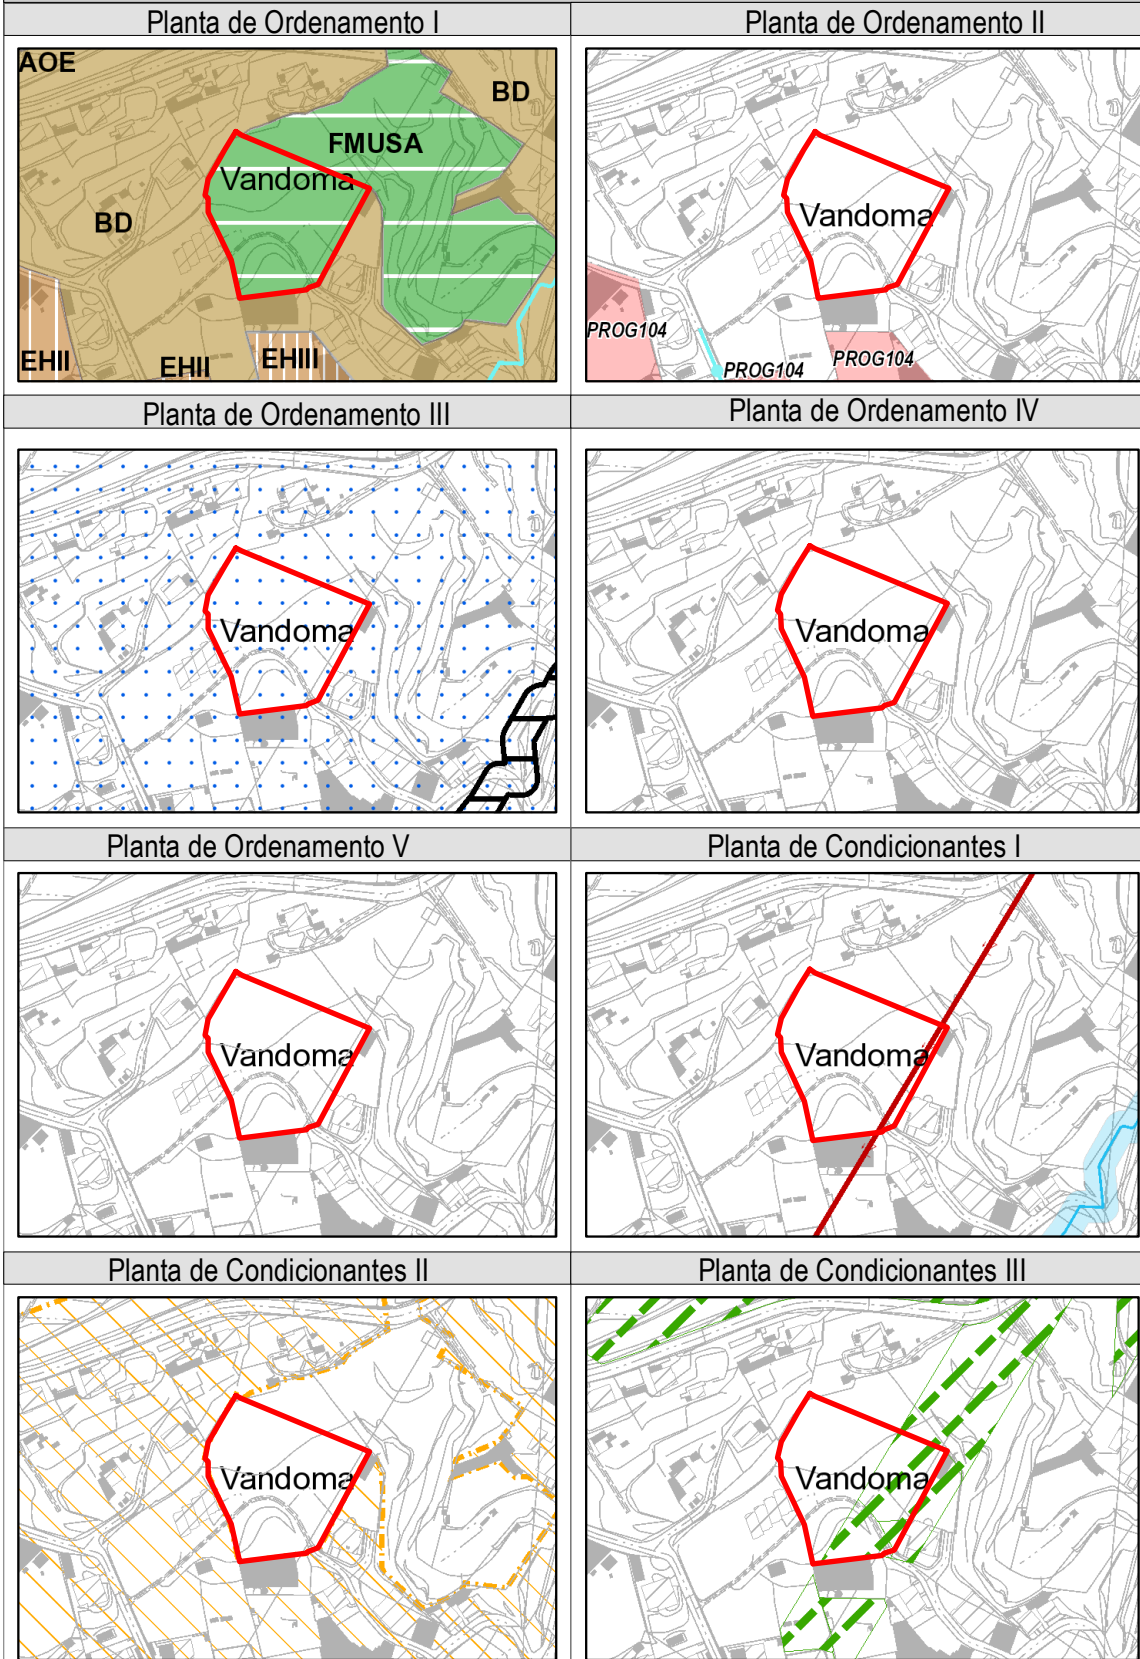 Planta de Ordenamento I
Planta de Ordenamento II
AOE
BD
FMUSA
Vandoma
BD
EHII
EHII
EHIII
Vandoma
PROG104
PROG104
PROG104
Planta de Ordenamento III
Planta de Ordenamento IV
Vandoma
Vandoma
Planta de Ordenamento V
Planta de Condicionantes I
Vandoma
Vandoma
Planta de Condicionantes II
Planta de Condicionantes III
Vandoma
Vandoma